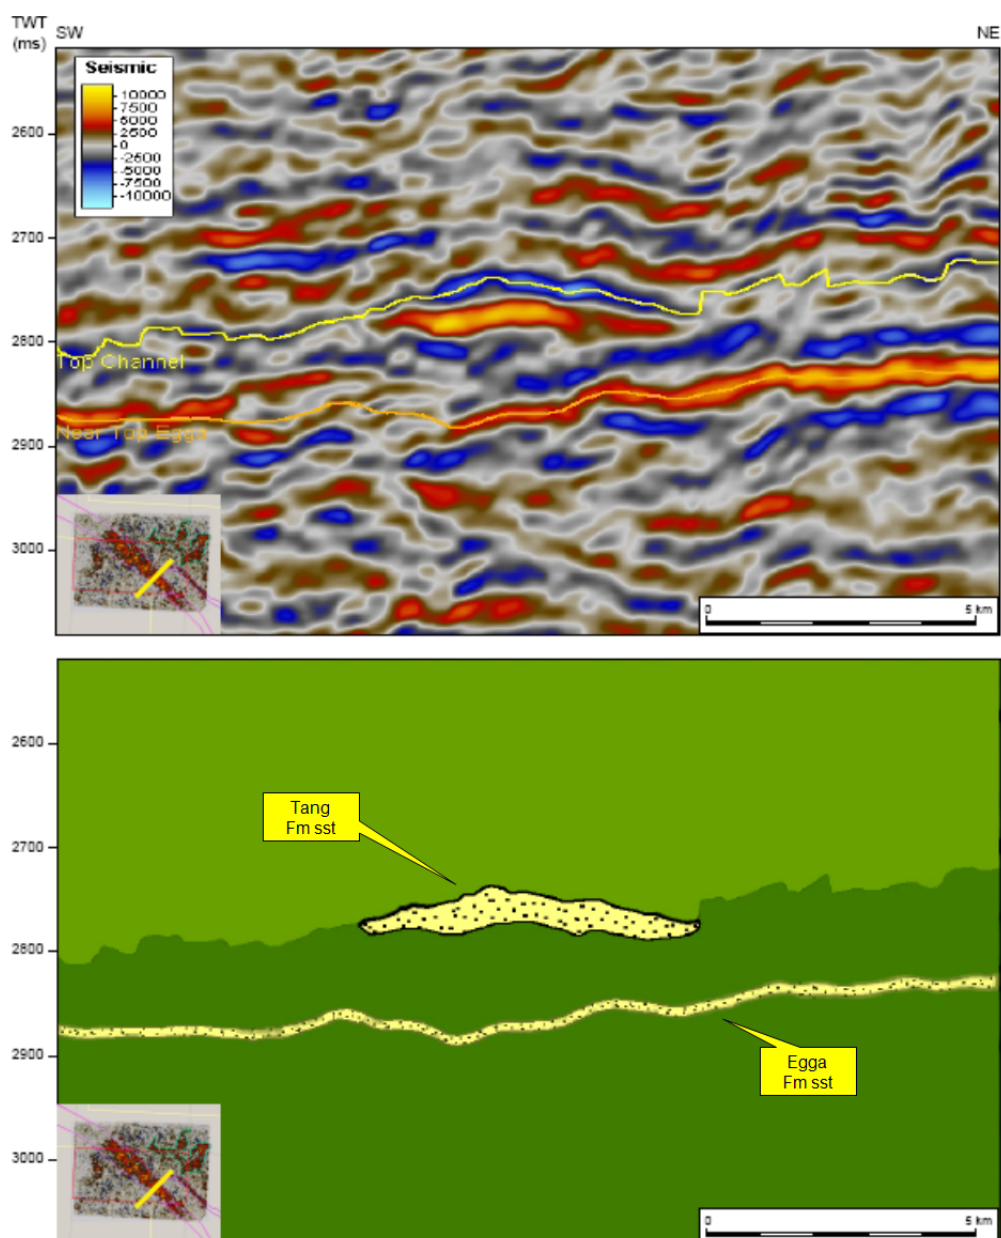 TWT
(ms)
SW
NE
Seismic
10000
7500
5000
2500
0
-2500
-5000
-7500
-10000
2600
2700
2800
2900
3000
Top Channel
Near Top Egga
0
5 km
2600
2700
2800
2900
3000
Tang
Fm sst
Egga
Fm sst
0
5 km